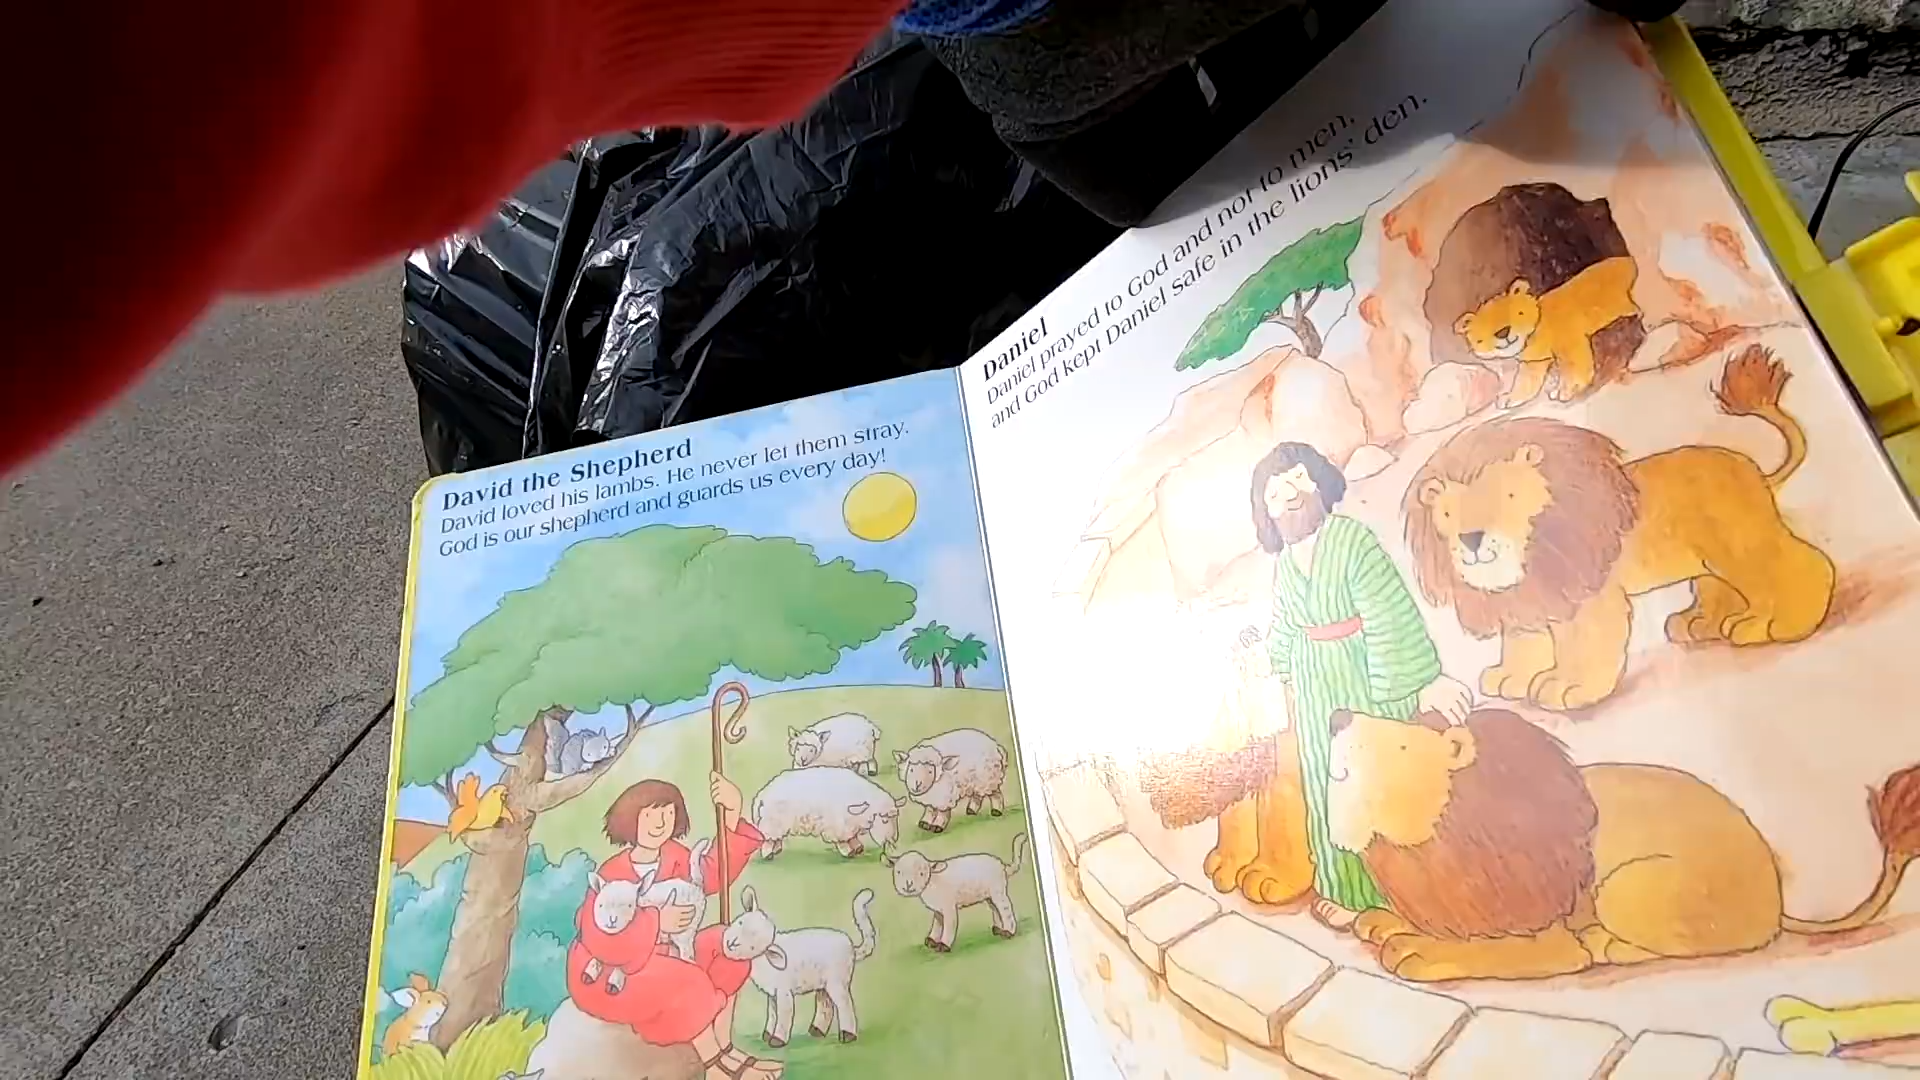 David the Shepherd
David loved his lambs. He never let them stray.
God is our shepherd and guards us every day!
Daniel
Daniel prayed to God and not to men,
and God kept Daniel safe in the lions' den.